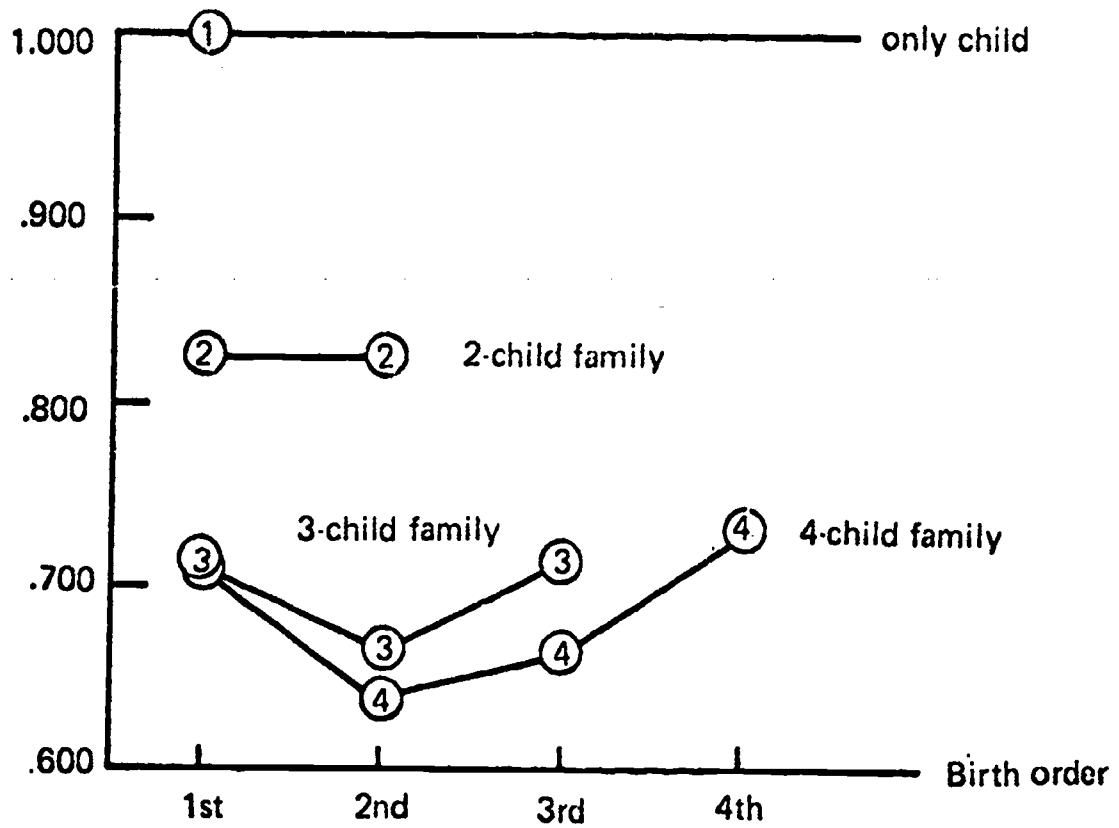 1.000 ① only child
.900
② ② 2-child family
.800
3-child family ④ 4-child family
③ ③
.700
③ ④
④
.600
Birth order
1st 2nd 3rd 4th